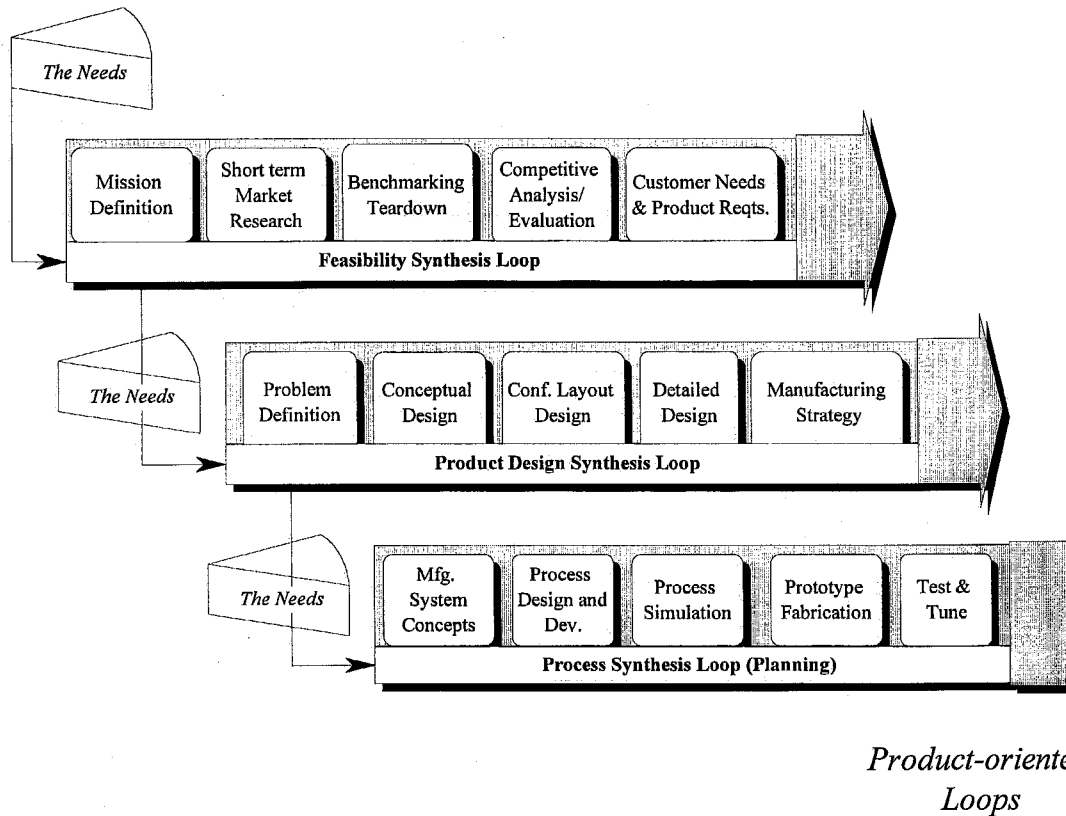 The Needs
Mission
Definition
Short term
Market
Research
Benchmarking
Teardown
Competitive
Analysis/
Evaluation
Customer Needs
& Product Reqts.
Feasibility Synthesis Loop
The Needs
Problem
Definition
Conceptual
Design
Conf. Layout
Design
Detailed
Design
Manufacturing
Strategy
Product Design Synthesis Loop
The Needs
Mfg.
System
Concepts
Process
Design and
Dev.
Process
Simulation
Prototype
Fabrication
Test &
Tune
Process Synthesis Loop (Planning)
Product-oriente
Loops